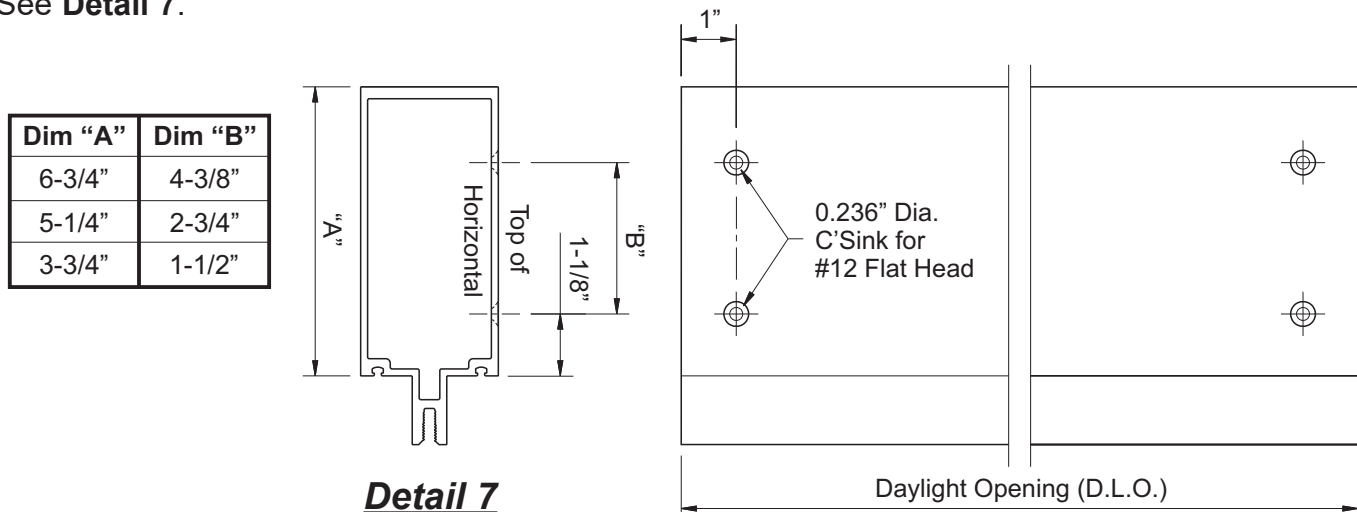 See Detail 7.
Dim “A” Dim “B”
6-3/4” 4-3/8”
5-1/4” 2-3/4”
3-3/4” 1-1/2”
“A”
Top of
Horizontal
1-1/8”
“B”
Detail 7
1”
0.236” Dia.
C’Sink for
#12 Flat Head
Daylight Opening (D.L.O.)